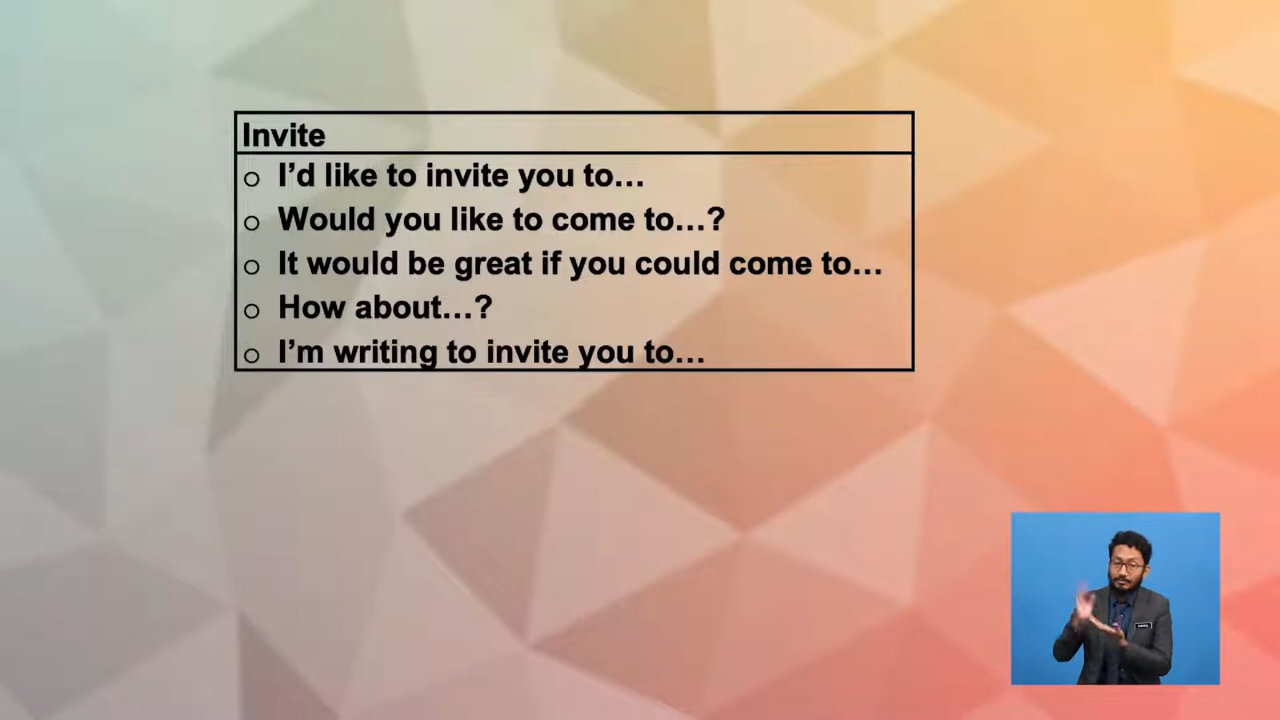 Invite
○ I’d like to invite you to…
○ Would you like to come to…?
○ It would be great if you could come to…
○ How about…?
○ I’m writing to invite you to…